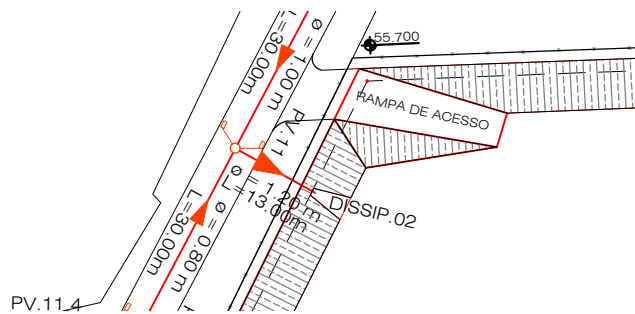 55.700
ø = 1.00 m
L=30.00m
RAMPA DE ACESSO
PV.11
ø = 1.20 m
L=13.00m
DISSIP.02
ø = 0.80 m
L=30.00m
PV.11.4